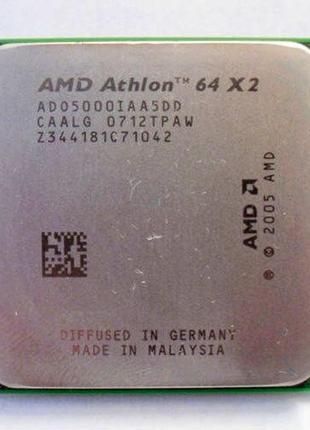 AMD Athlon™ 64 X2
ADO5000IAA5DD
CAALG 0712TPAW
Z344181C71042
AMD
© 2005 AMD
DIFFUSED IN GERMANY
MADE IN MALAYSIA